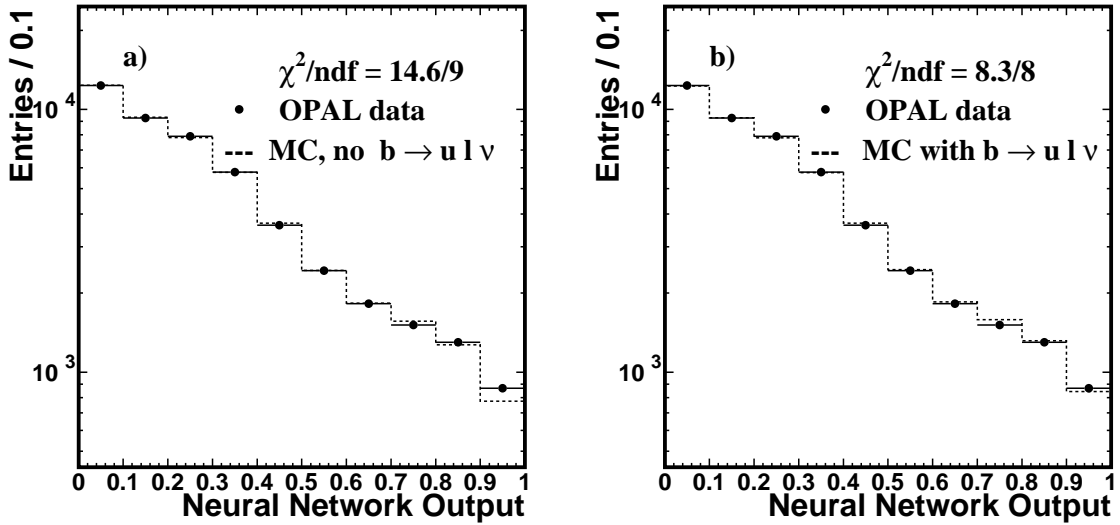 Entries / 0.1
a)
χ²/ndf = 14.6/9
OPAL data
MC, no b → u l ν
10⁴
10³
0 0.1 0.2 0.3 0.4 0.5 0.6 0.7 0.8 0.9 1
Neural Network Output
Entries / 0.1
b)
χ²/ndf = 8.3/8
OPAL data
MC with b → u l ν
10⁴
10³
0 0.1 0.2 0.3 0.4 0.5 0.6 0.7 0.8 0.9 1
Neural Network Output